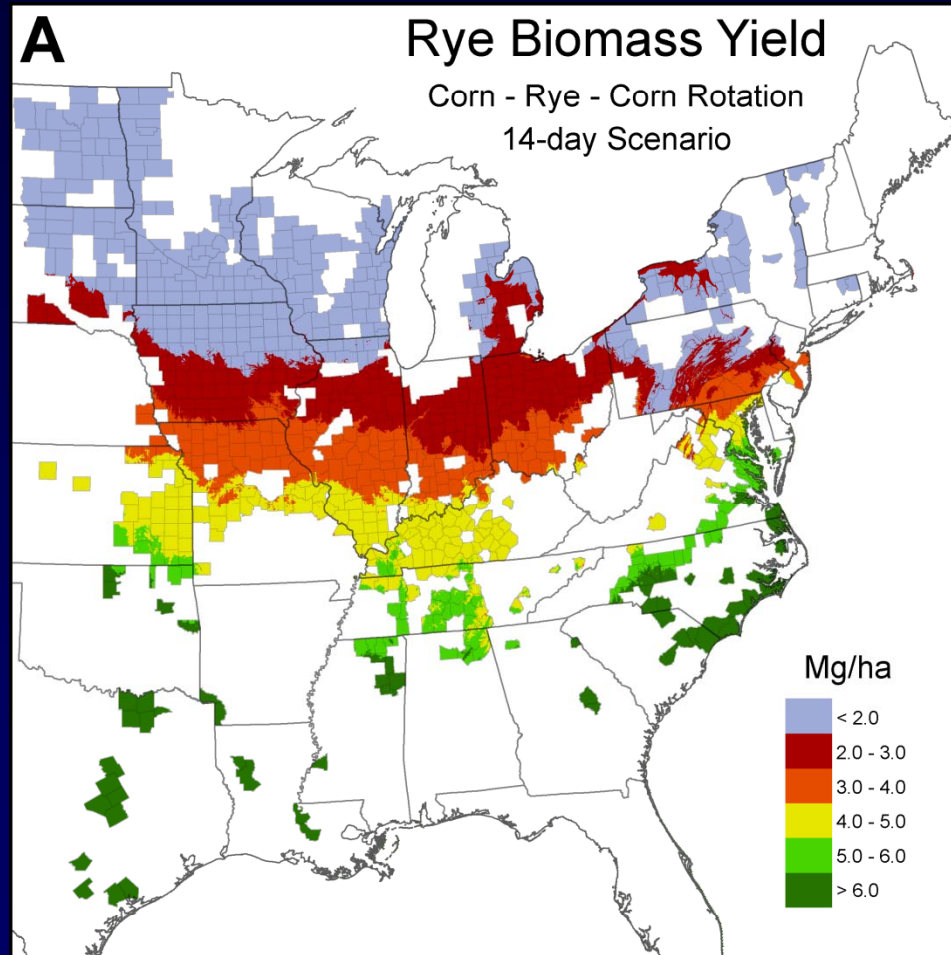 A
Rye Biomass Yield
Corn - Rye - Corn Rotation
14-day Scenario
Mg/ha
< 2.0
2.0 - 3.0
3.0 - 4.0
4.0 - 5.0
5.0 - 6.0
> 6.0